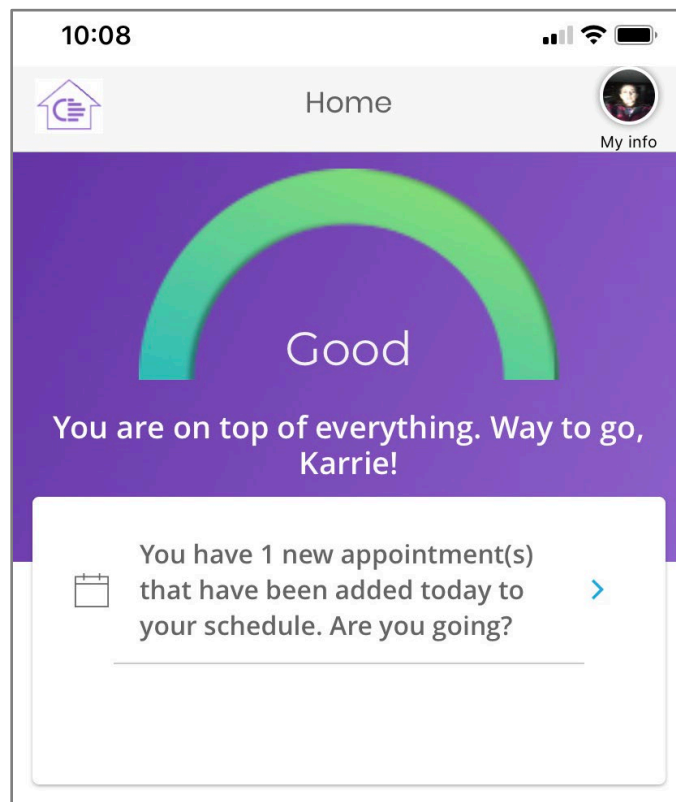 10:08
Home
My info
Good
You are on top of everything. Way to go,
Karrie!
You have 1 new appointment(s)
that have been added today to
your schedule. Are you going?